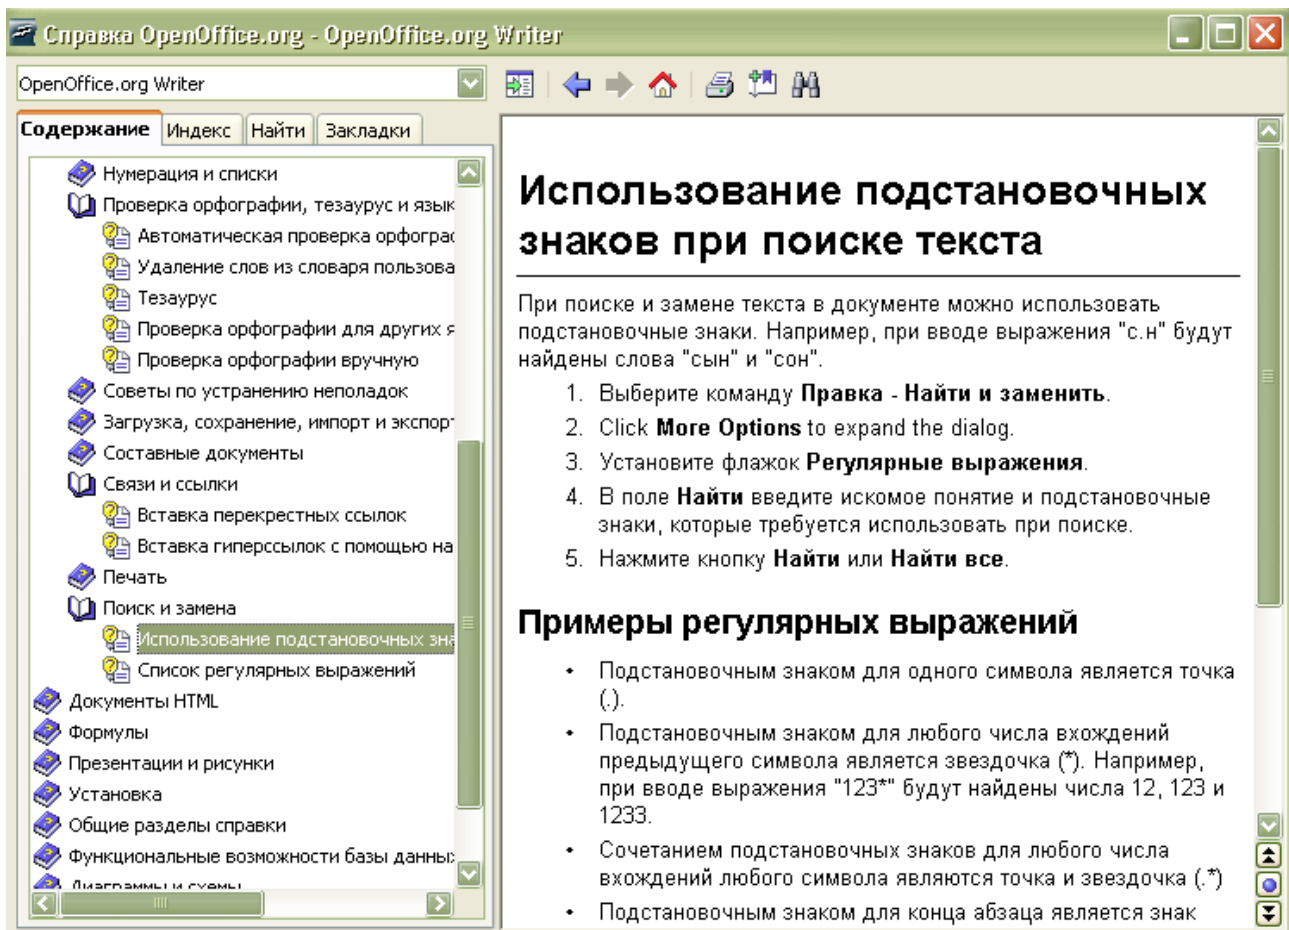 Справка OpenOffice.org - OpenOffice.org Writer
OpenOffice.org Writer
Содержание Индекс Найти Закладки
Нумерация и списки
Проверка орфографии, тезаурус и язык
Автоматическая проверка орфограс
Удаление слов из словаря пользова
Тезаурус
Проверка орфографии для других я
Проверка орфографии вручную
Советы по устранению неполадок
Загрузка, сохранение, импорт и экспорт
Составные документы
Связи и ссылки
Вставка перекрестных ссылок
Вставка гиперссылок с помощью на
Печать
Поиск и замена
Использование подстановочных зна
Список регулярных выражений
Документы HTML
Формулы
Презентации и рисунки
Установка
Общие разделы справки
Функциональные возможности базы данных
Диаграммы и схемы
Использование подстановочных
знаков при поиске текста
При поиске и замене текста в документе можно использовать
подстановочные знаки. Например, при вводе выражения "с.н" будут
найдены слова "сын" и "сон".
1. Выберите команду Правка - Найти и заменить.
2. Click More Options to expand the dialog.
3. Установите флажок Регулярные выражения.
4. В поле Найти введите искомое понятие и подстановочные
знаки, которые требуется использовать при поиске.
5. Нажмите кнопку Найти или Найти все.
Примеры регулярных выражений
• Подстановочным знаком для одного символа является точка
(.).
• Подстановочным знаком для любого числа вхождений
предыдущего символа является звездочка (*). Например,
при вводе выражения "123*" будут найдены числа 12, 123 и
1233.
• Сочетанием подстановочных знаков для любого числа
вхождений любого символа являются точка и звездочка (.*)
• Подстановочным знаком для конца абзаца является знак